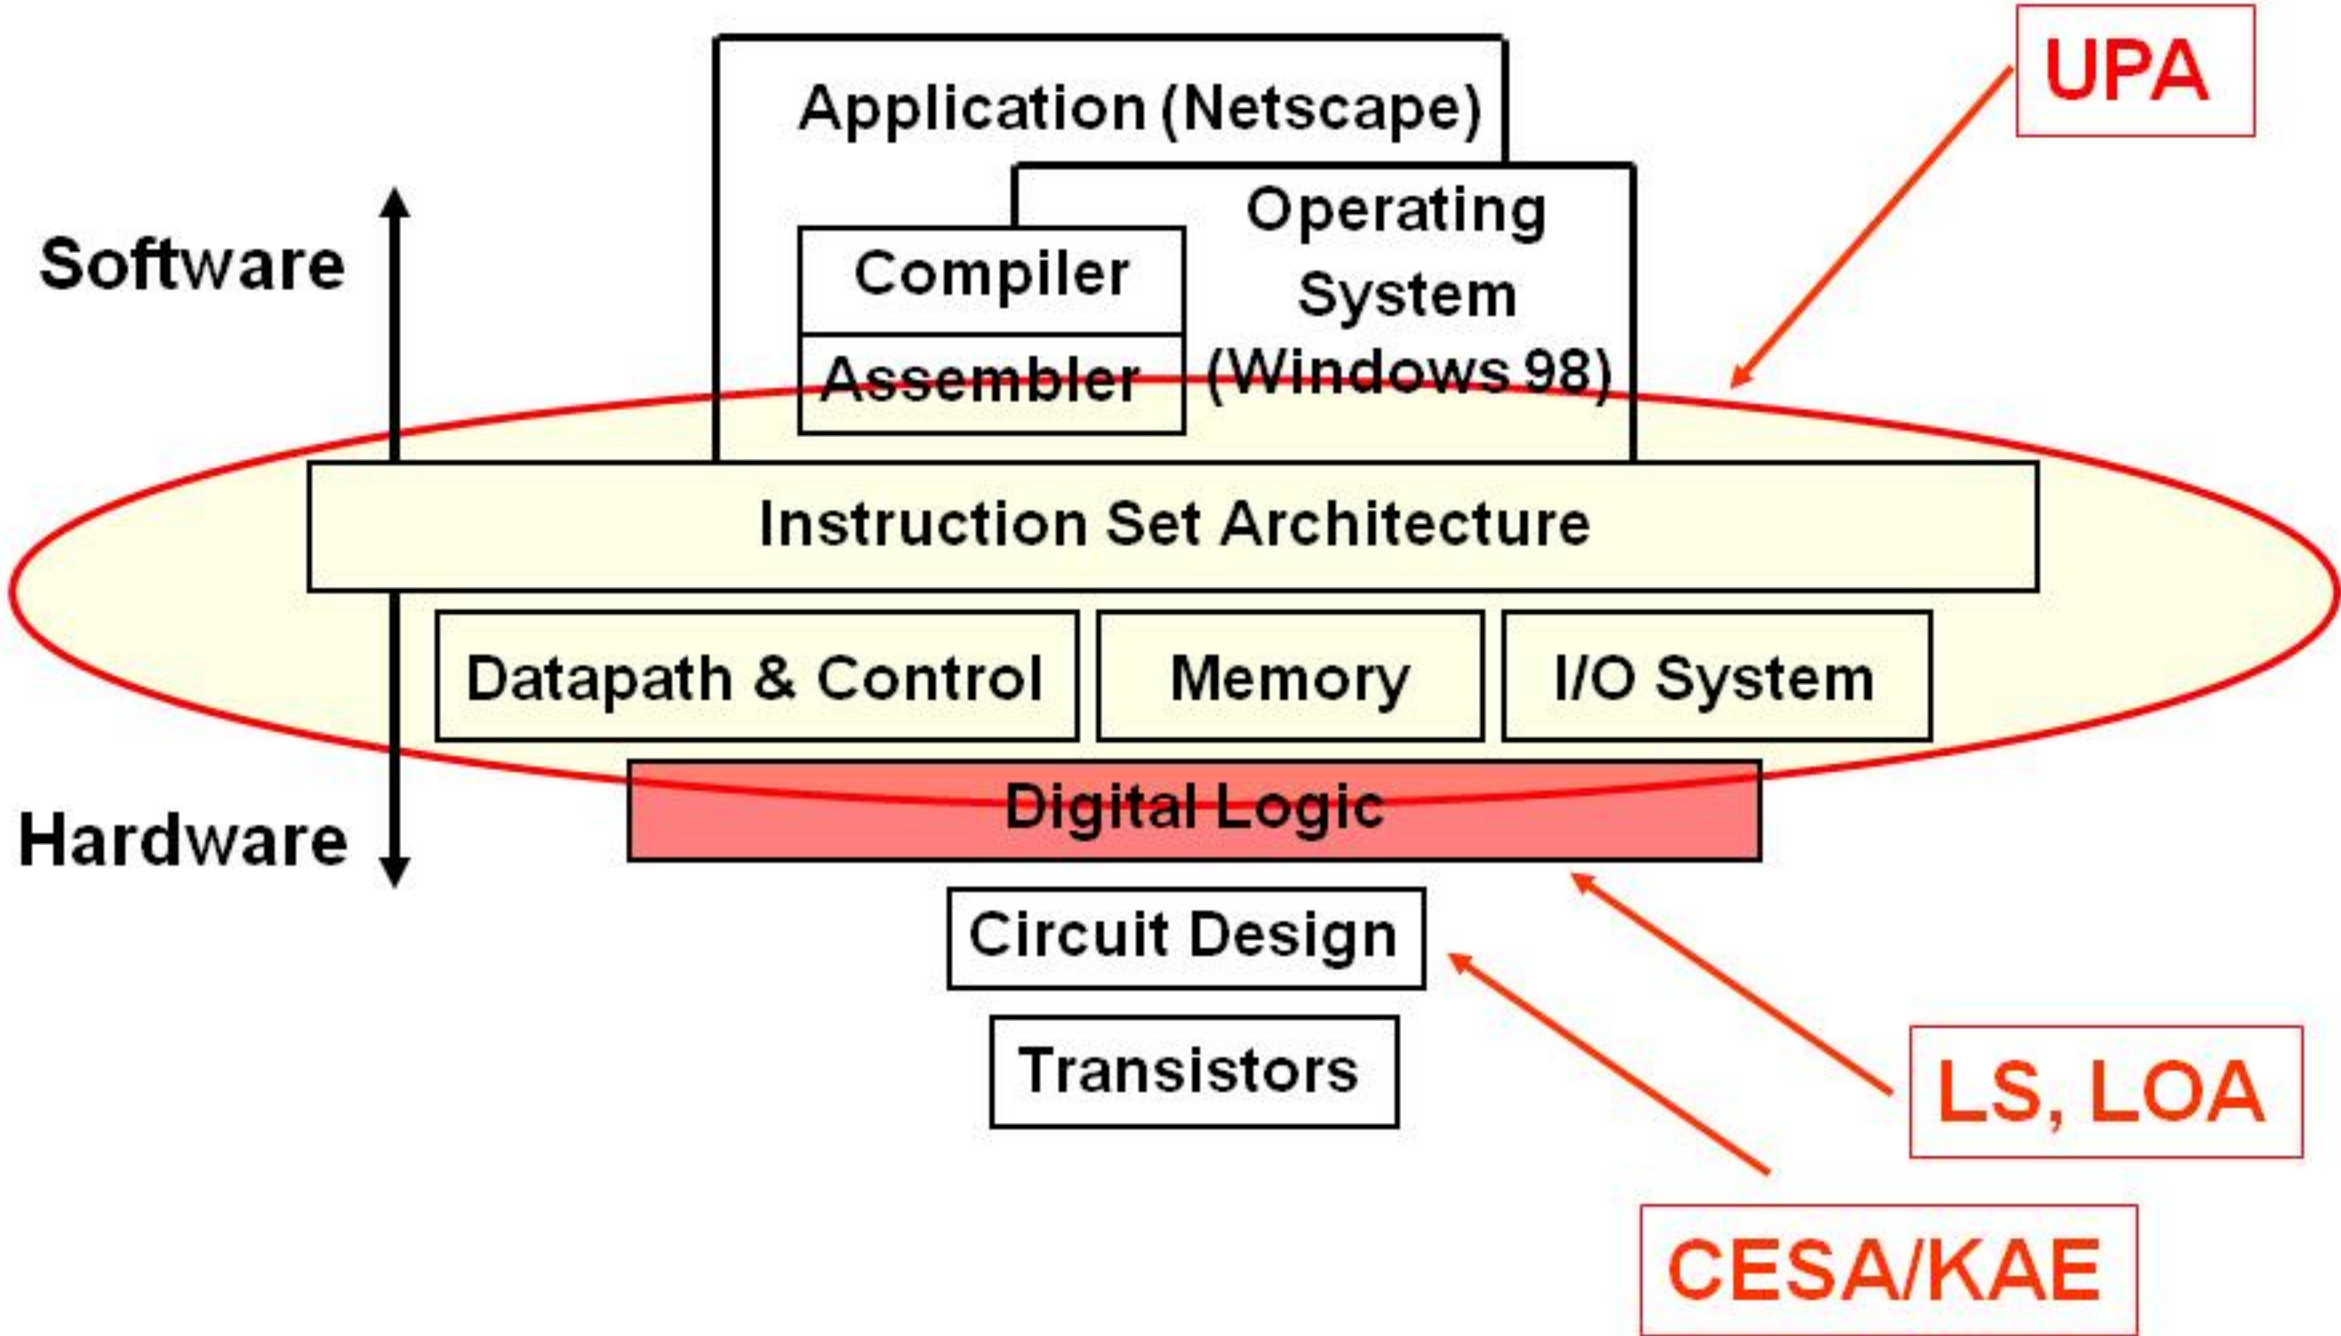 UPA
Application (Netscape)
Operating
System
(Windows 98)
Compiler
Assembler
Software
Instruction Set Architecture
Datapath & Control
Memory
I/O System
Hardware
Digital Logic
Circuit Design
Transistors
LS, LOA
CESA/KAE